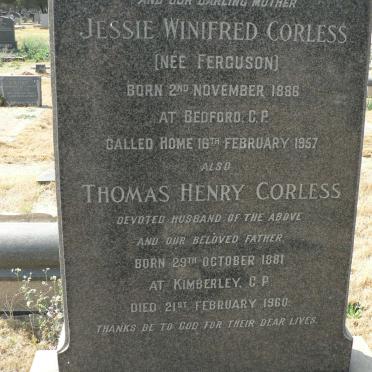 AND OUR DARLING MOTHER
JESSIE WINIFRED CORLESS
(NEE FERGUSON)
BORN 2ND NOVEMBER 1886
AT BEDFORD, C.P.
CALLED HOME 16TH FEBRUARY 1957
ALSO
THOMAS HENRY CORLESS
DEVOTED HUSBAND OF THE ABOVE
AND OUR BELOVED FATHER
BORN 29TH OCTOBER 1881
AT KIMBERLEY, C.P.
DIED 21ST FEBRUARY 1960.
THANKS BE TO GOD FOR THEIR DEAR LIVES.